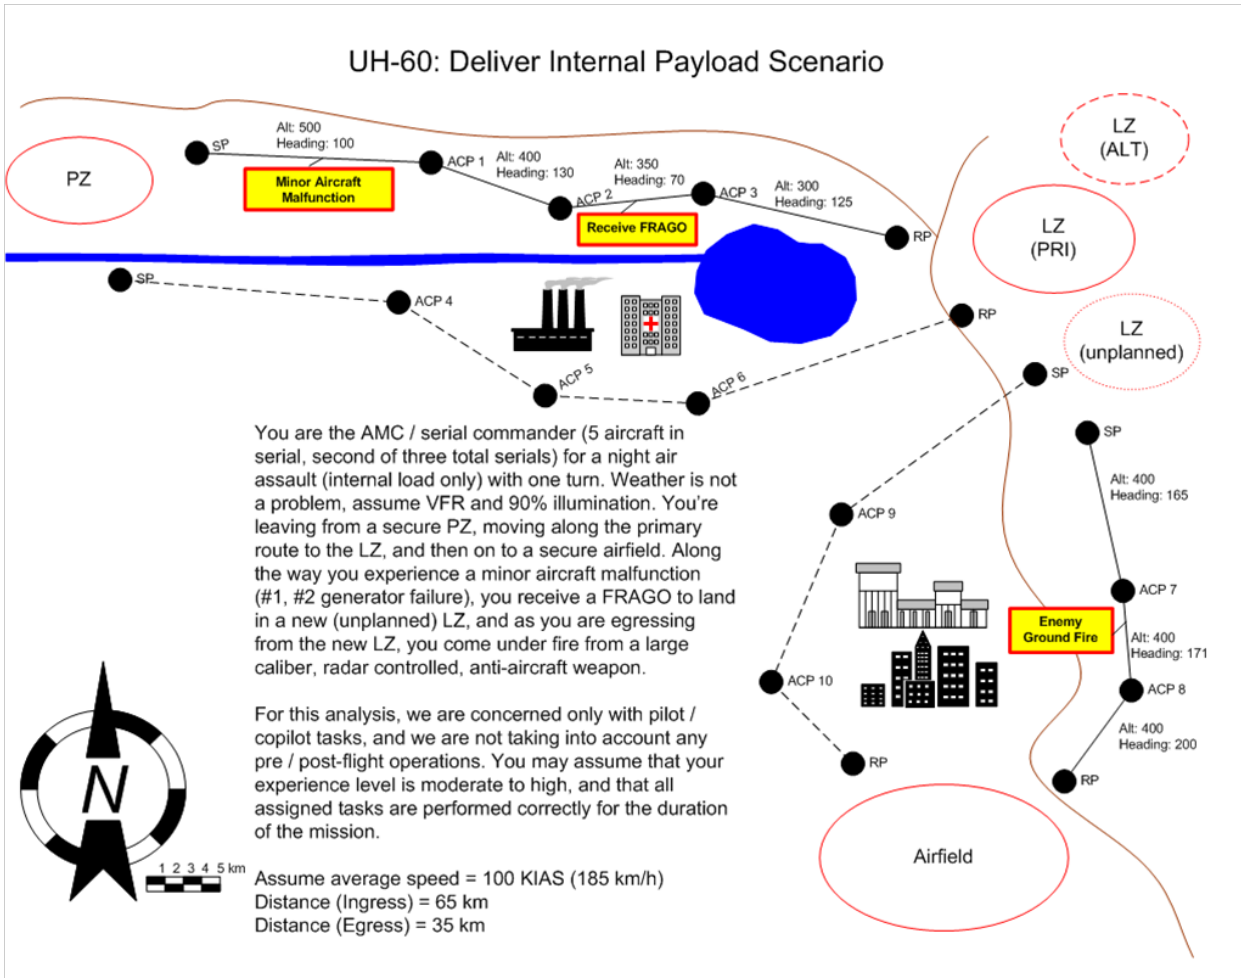 UH-60: Deliver Internal Payload Scenario
PZ
SP
Alt: 500
Heading: 100
Minor Aircraft
Malfunction
ACP 1
Alt: 400
Heading: 130
ACP 2
Alt: 350
Heading: 70
Receive FRAGO
ACP 3
Alt: 300
Heading: 125
RP
LZ
(ALT)
LZ
(PRI)
LZ
(unplanned)
SP
ACP 4
ACP 5
ACP 6
RP
SP
ACP 9
ACP 10
RP
SP
Alt: 400
Heading: 165
ACP 7
Enemy
Ground Fire
Alt: 400
Heading: 171
ACP 8
Alt: 400
Heading: 200
RP
Airfield
You are the AMC / serial commander (5 aircraft in
serial, second of three total serials) for a night air
assault (internal load only) with one turn. Weather is not
a problem, assume VFR and 90% illumination. You're
leaving from a secure PZ, moving along the primary
route to the LZ, and then on to a secure airfield. Along
the way you experience a minor aircraft malfunction
(#1, #2 generator failure), you receive a FRAGO to land
in a new (unplanned) LZ, and as you are egressing
from the new LZ, you come under fire from a large
caliber, radar controlled, anti-aircraft weapon.
For this analysis, we are concerned only with pilot /
copilot tasks, and we are not taking into account any
pre / post-flight operations. You may assume that your
experience level is moderate to high, and that all
assigned tasks are performed correctly for the duration
of the mission.
Assume average speed = 100 KIAS (185 km/h)
Distance (Ingress) = 65 km
Distance (Egress) = 35 km
N
1 2 3 4 5 km